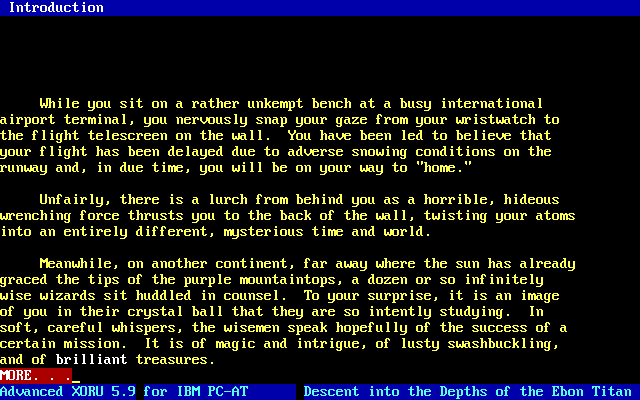 Introduction
While you sit on a rather unkempt bench at a busy international
airport terminal, you nervously snap your gaze from your wristwatch to
the flight telescreen on the wall.  You have been led to believe that
your flight has been delayed due to adverse snowing conditions on the
runway and, in due time, you will be on your way to "home."
Unfairly, there is a lurch from behind you as a horrible, hideous
wrenching force thrusts you to the back of the wall, twisting your atoms
into an entirely different, mysterious time and world.
Meanwhile, on another continent, far away where the sun has already
graced the tips of the purple mountaintops, a dozen or so infinitely
wise wizards sit huddled in counsel.  To your surprise, it is an image
of you in their crystal ball that they are so intently studying.  In
soft, careful whispers, the wisemen speak hopefully of the success of a
certain mission.  It is of magic and intrigue, of lusty swashbuckling,
and of brilliant treasures.
MORE. . ._
Advanced XORU 5.9 for IBM PC-AT Descent into the Depths of the Ebon Titan